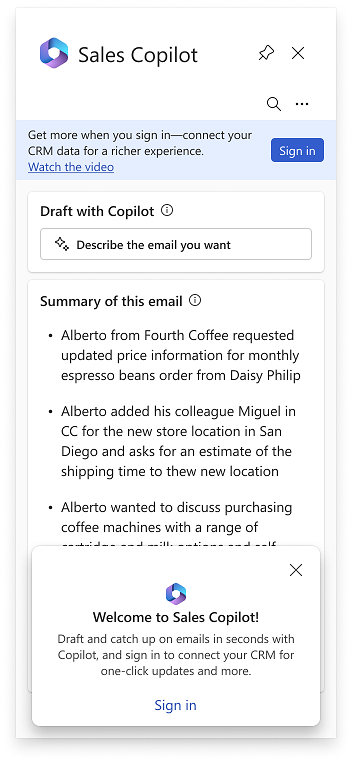 Sales Copilot
Get more when you sign in—connect your
CRM data for a richer experience.
Watch the video
Sign in
Draft with Copilot
Describe the email you want
Summary of this email
• Alberto from Fourth Coffee requested
updated price information for monthly
espresso beans order from Daisy Philip
• Alberto added his colleague Miguel in
CC for the new store location in San
Diego and asks for an estimate of the
shipping time to thew new location
• Alberto wanted to discuss purchasing
coffee machines with a range of
cartridge and milk options and self
Welcome to Sales Copilot!
Draft and catch up on emails in seconds with
Copilot, and sign in to connect your CRM for
one-click updates and more.
Sign in